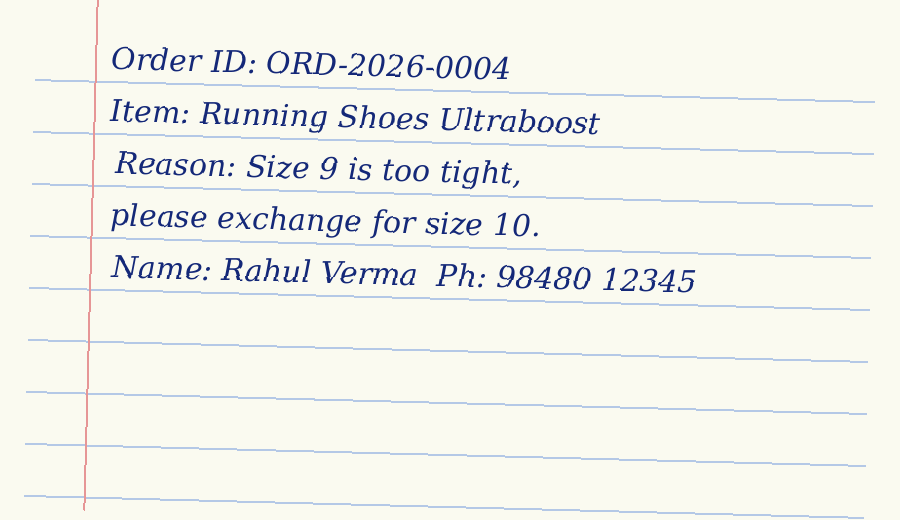 Order ID: ORD-2026-0004
Item: Running Shoes Ultraboost
Reason: Size 9 is too tight,
please exchange for size 10.
Name: Rahul Verma  Ph: 98480 12345